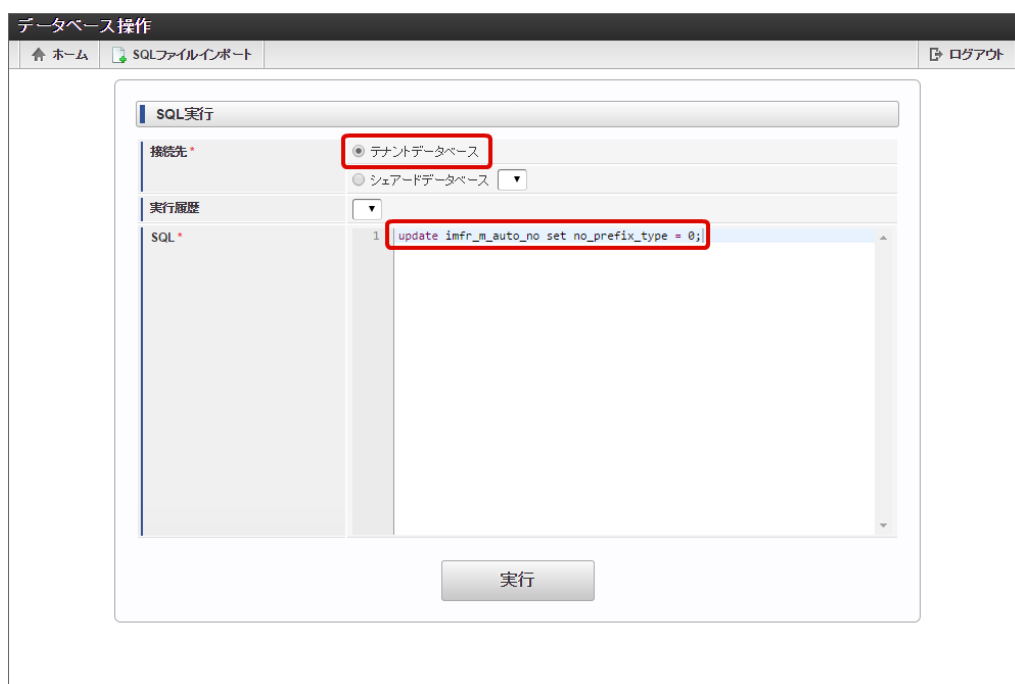 データベース操作
ホーム SQLファイルインポート ログアウト
SQL実行
接続先* テナントデータベース
シェアードデータベース
実行履歴
SQL* 1 update imfr_m_auto_no set no_prefix_type = 0;
実行